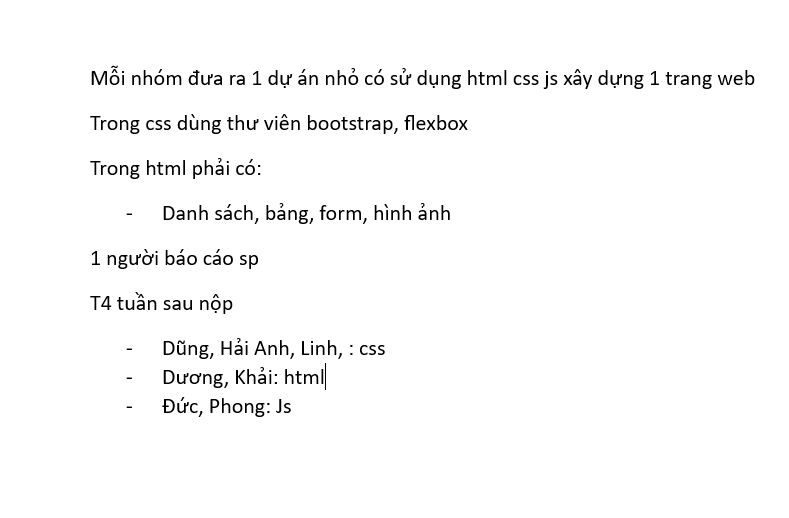 Mỗi nhóm đưa ra 1 dự án nhỏ có sử dụng html css js xây dựng 1 trang web
Trong css dùng thư viên bootstrap, flexbox
Trong html phải có:
- Danh sách, bảng, form, hình ảnh
1 người báo cáo sp
T4 tuần sau nộp
- Dũng, Hải Anh, Linh, : css
- Dương, Khải: html
- Đức, Phong: Js